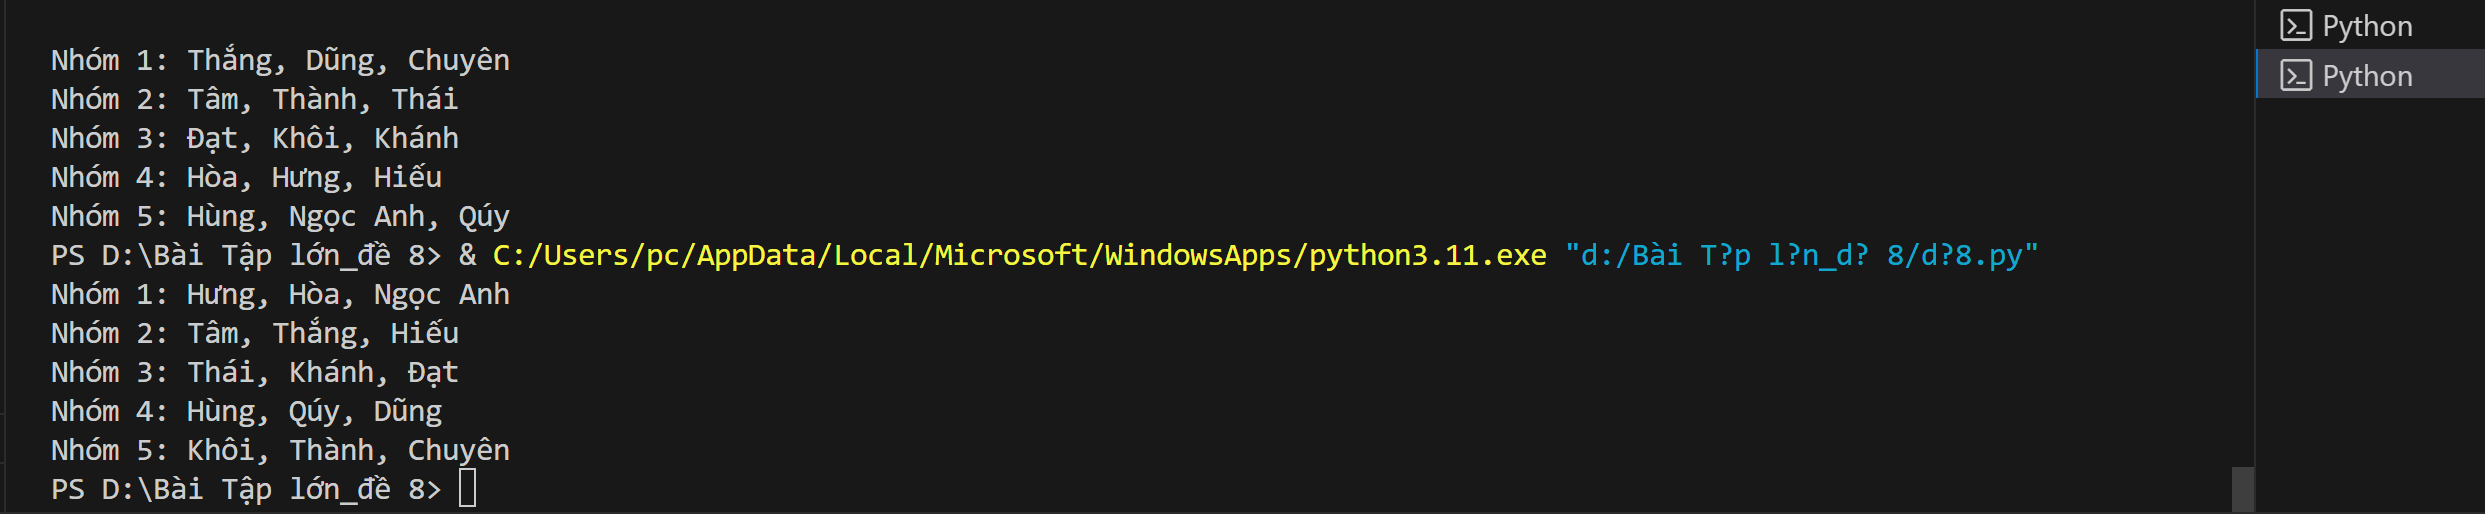 Nhóm 1: Thắng, Dũng, Chuyên
Nhóm 2: Tâm, Thành, Thái
Nhóm 3: Đạt, Khôi, Khánh
Nhóm 4: Hòa, Hưng, Hiếu
Nhóm 5: Hùng, Ngọc Anh, Qúy
PS D:\Bài Tập lớn_đề 8> & C:/Users/pc/AppData/Local/Microsoft/WindowsApps/python3.11.exe "d:/Bài T?p l?n_d? 8/d?8.py"
Nhóm 1: Hưng, Hòa, Ngọc Anh
Nhóm 2: Tâm, Thắng, Hiếu
Nhóm 3: Thái, Khánh, Đạt
Nhóm 4: Hùng, Qúy, Dũng
Nhóm 5: Khôi, Thành, Chuyên
PS D:\Bài Tập lớn_đề 8>
Python
Python